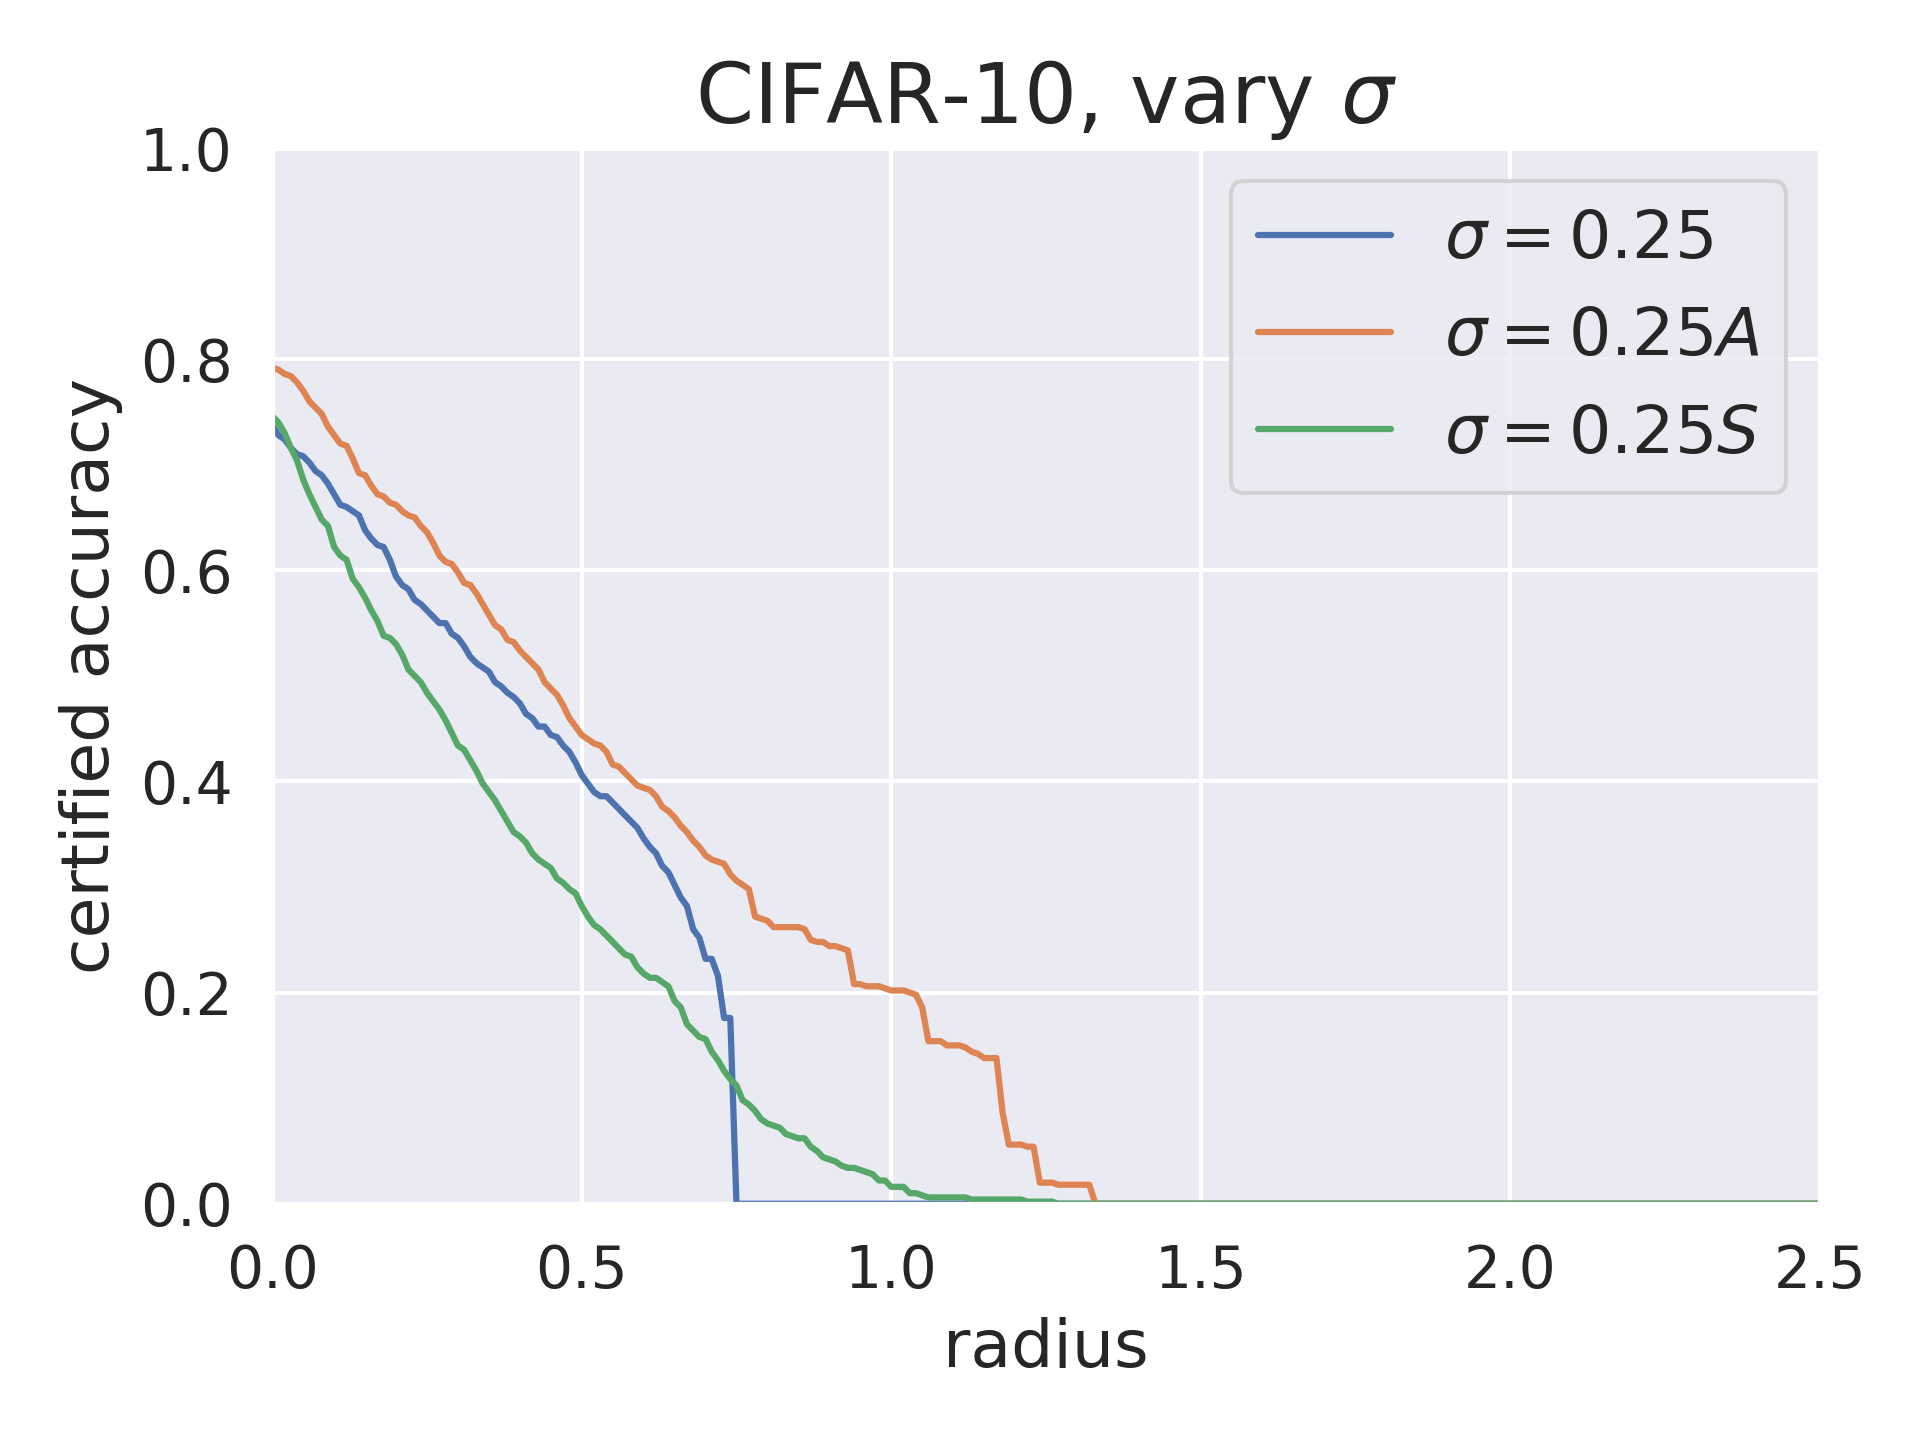 CIFAR-10, vary σ
1.0
0.8
0.6
0.4
0.2
0.0
certified accuracy
σ = 0.25
σ = 0.25A
σ = 0.25S
0.0 0.5 1.0 1.5 2.0 2.5
radius